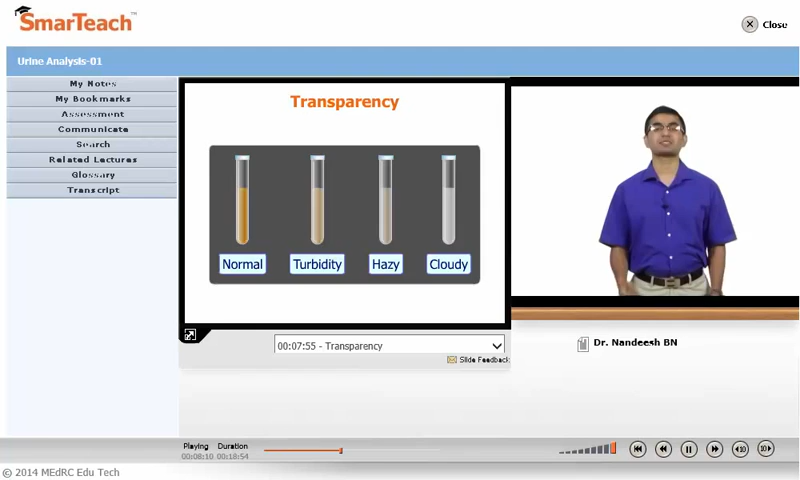 SmarTeach™
Close
Urine Analysis-01
My Notes
My Bookmarks
Assessment
Communicate
Search
Related Lectures
Glossary
Transcript
Transparency
Normal
Turbidity
Hazy
Cloudy
00:07:55 - Transparency
Slide Feedback
Dr. Nandeesh BN
Playing
Duration
00:08:10
00:18:54
10
10
© 2014 MEdRC Edu Tech